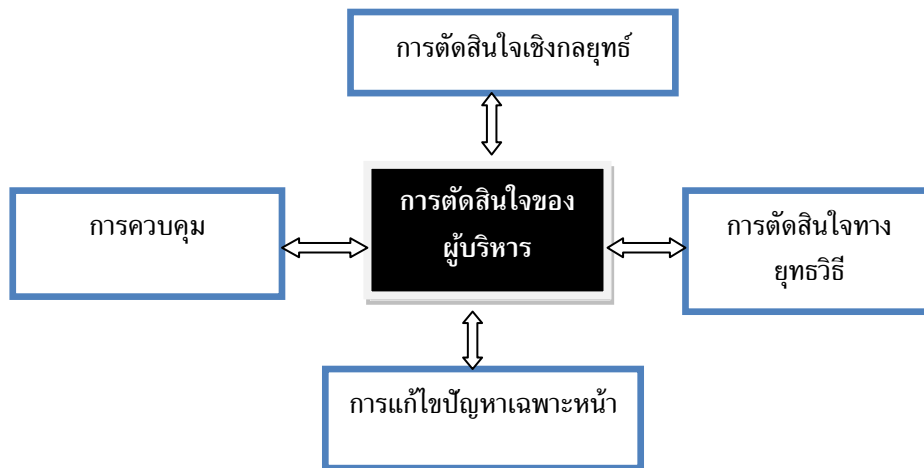 การตัดสินใจเชิงกลยุทธ์
การควบคุม
การตัดสินใจของ
ผู้บริหาร
การตัดสินใจทาง
ยุทธวิธี
การแก้ไขปัญหาเฉพาะหน้า